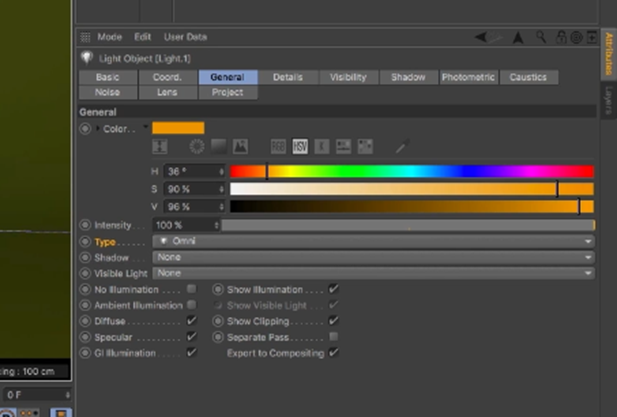 Mode Edit User Data
Light Object [Light.1]
Basic Coord. General Details Visibility Shadow Photometric Caustics
Noise Lens Project
General
Color. .
RGB HSV K
H 36 °
S 90 %
V 96 %
Intensity . . . 100 %
Type . . . . . . Omni
Shadow . . . . None
Visible Light None
No Illumination . . . . Show Illumination . . . .
Ambient Illumination Show Visible Light . . .
Diffuse . . . . . . . . . . Show Clipping . . . . . .
Specular . . . . . . . . Separate Pass. . . . . .
GI Illumination . . . . Export to Compositing
Attributes
Layers
cing : 100 cm
0 F